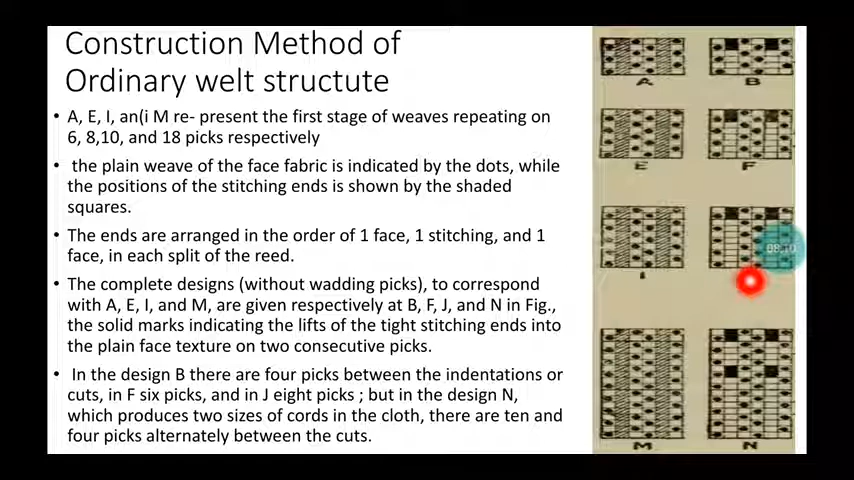 Construction Method of
Ordinary welt structute
• A, E, I, an(i M re- present the first stage of weaves repeating on
6, 8,10, and 18 picks respectively
• the plain weave of the face fabric is indicated by the dots, while
the positions of the stitching ends is shown by the shaded
squares.
• The ends are arranged in the order of 1 face, 1 stitching, and 1
face, in each split of the reed.
• The complete designs (without wadding picks), to correspond
with A, E, I, and M, are given respectively at B, F, J, and N in Fig.,
the solid marks indicating the lifts of the tight stitching ends into
the plain face texture on two consecutive picks.
• In the design B there are four picks between the indentations or
cuts, in F six picks, and in J eight picks ; but in the design N,
which produces two sizes of cords in the cloth, there are ten and
four picks alternately between the cuts.
A B
E F
I
08:10
M N